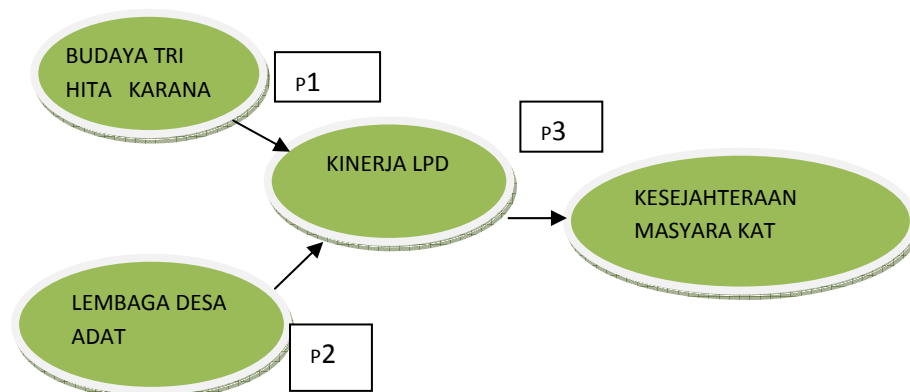 BUDAYA TRI
HITA KARANA
P1
KINERJA LPD
P3
KESEJAHTERAAN
MASYARA KAT
LEMBAGA DESA
ADAT
P2